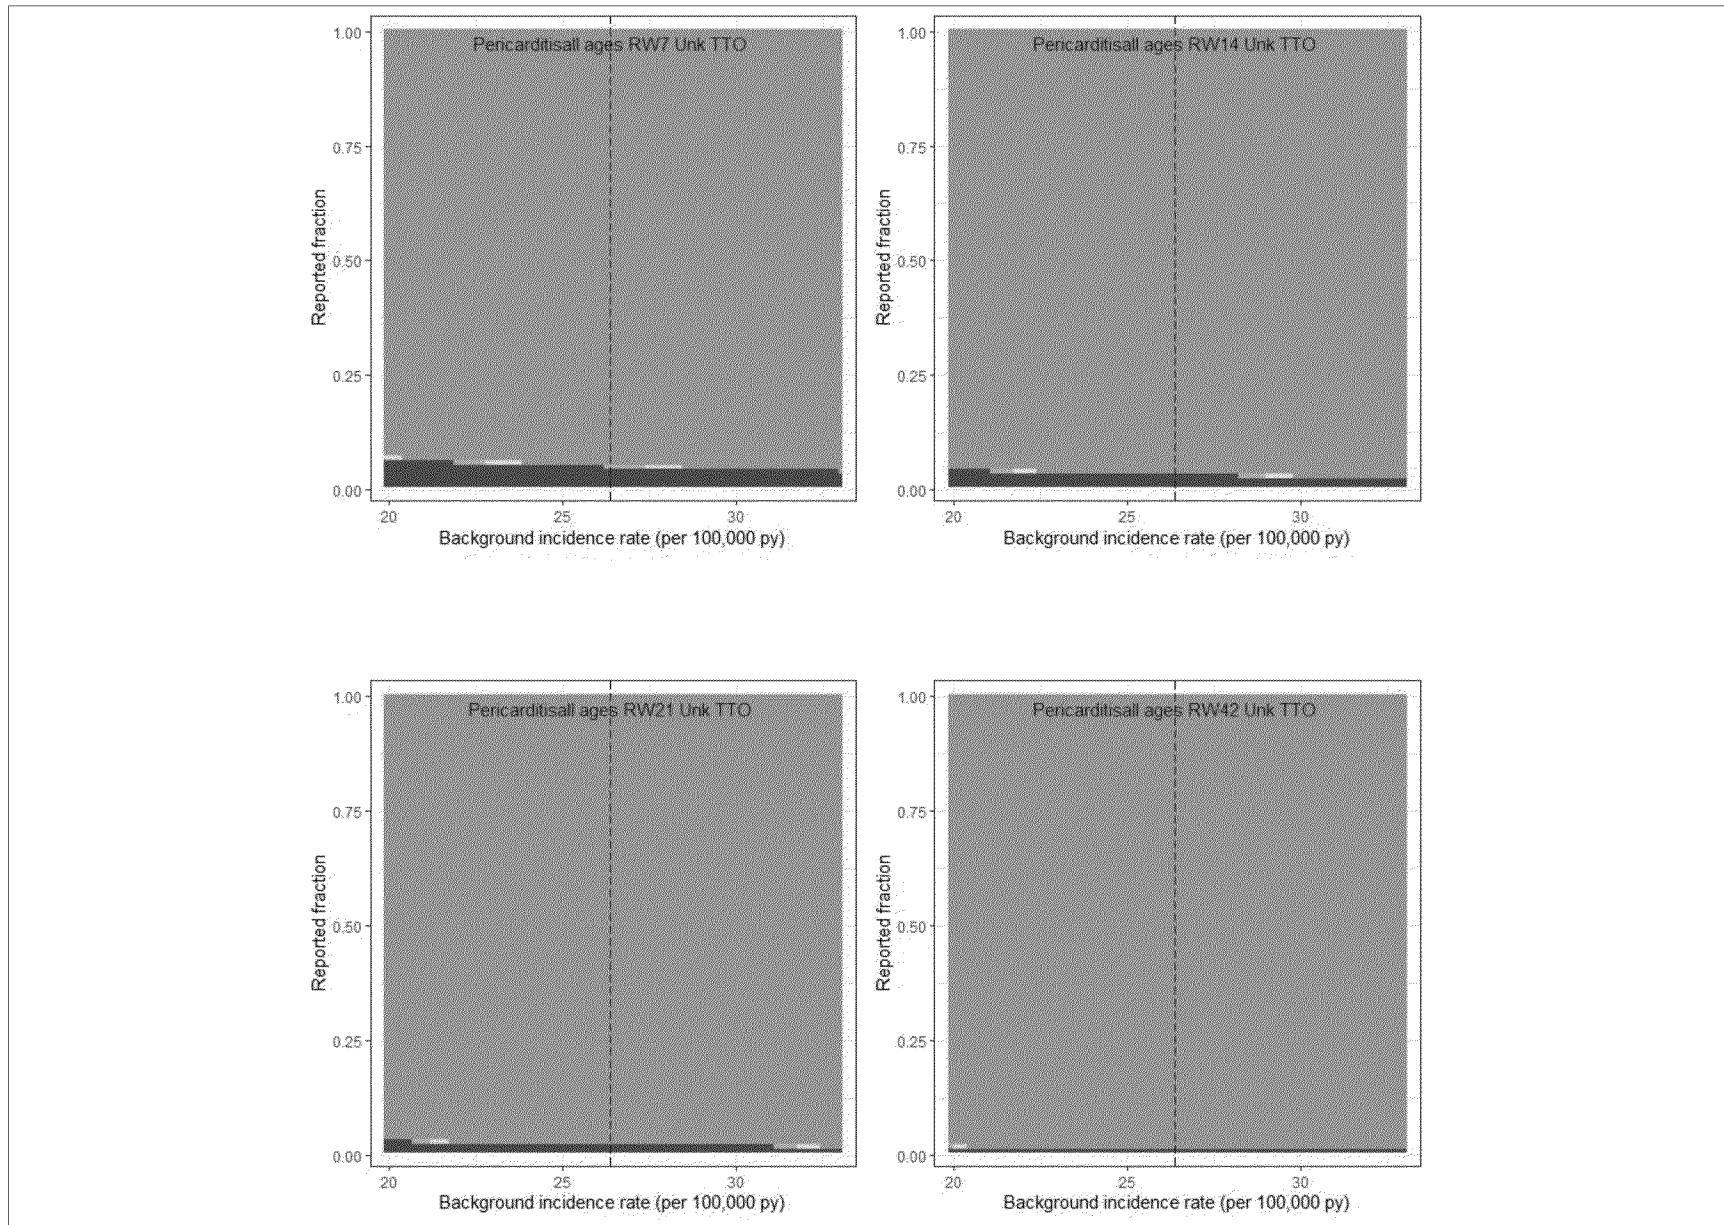 Pericarditisall ages RW7 Unk TTO
1.00
0.75
0.50
0.25
0.00
Reported fraction
20 25 30
Background incidence rate (per 100,000 py)
Pericarditisall ages RW14 Unk TTO
1.00
0.75
0.50
0.25
0.00
Reported fraction
20 25 30
Background incidence rate (per 100,000 py)
Pericarditisall ages RW21 Unk TTO
1.00
0.75
0.50
0.25
0.00
Reported fraction
20 25 30
Background incidence rate (per 100,000 py)
Pericarditisall ages RW42 Unk TTO
1.00
0.75
0.50
0.25
0.00
Reported fraction
20 25 30
Background incidence rate (per 100,000 py)